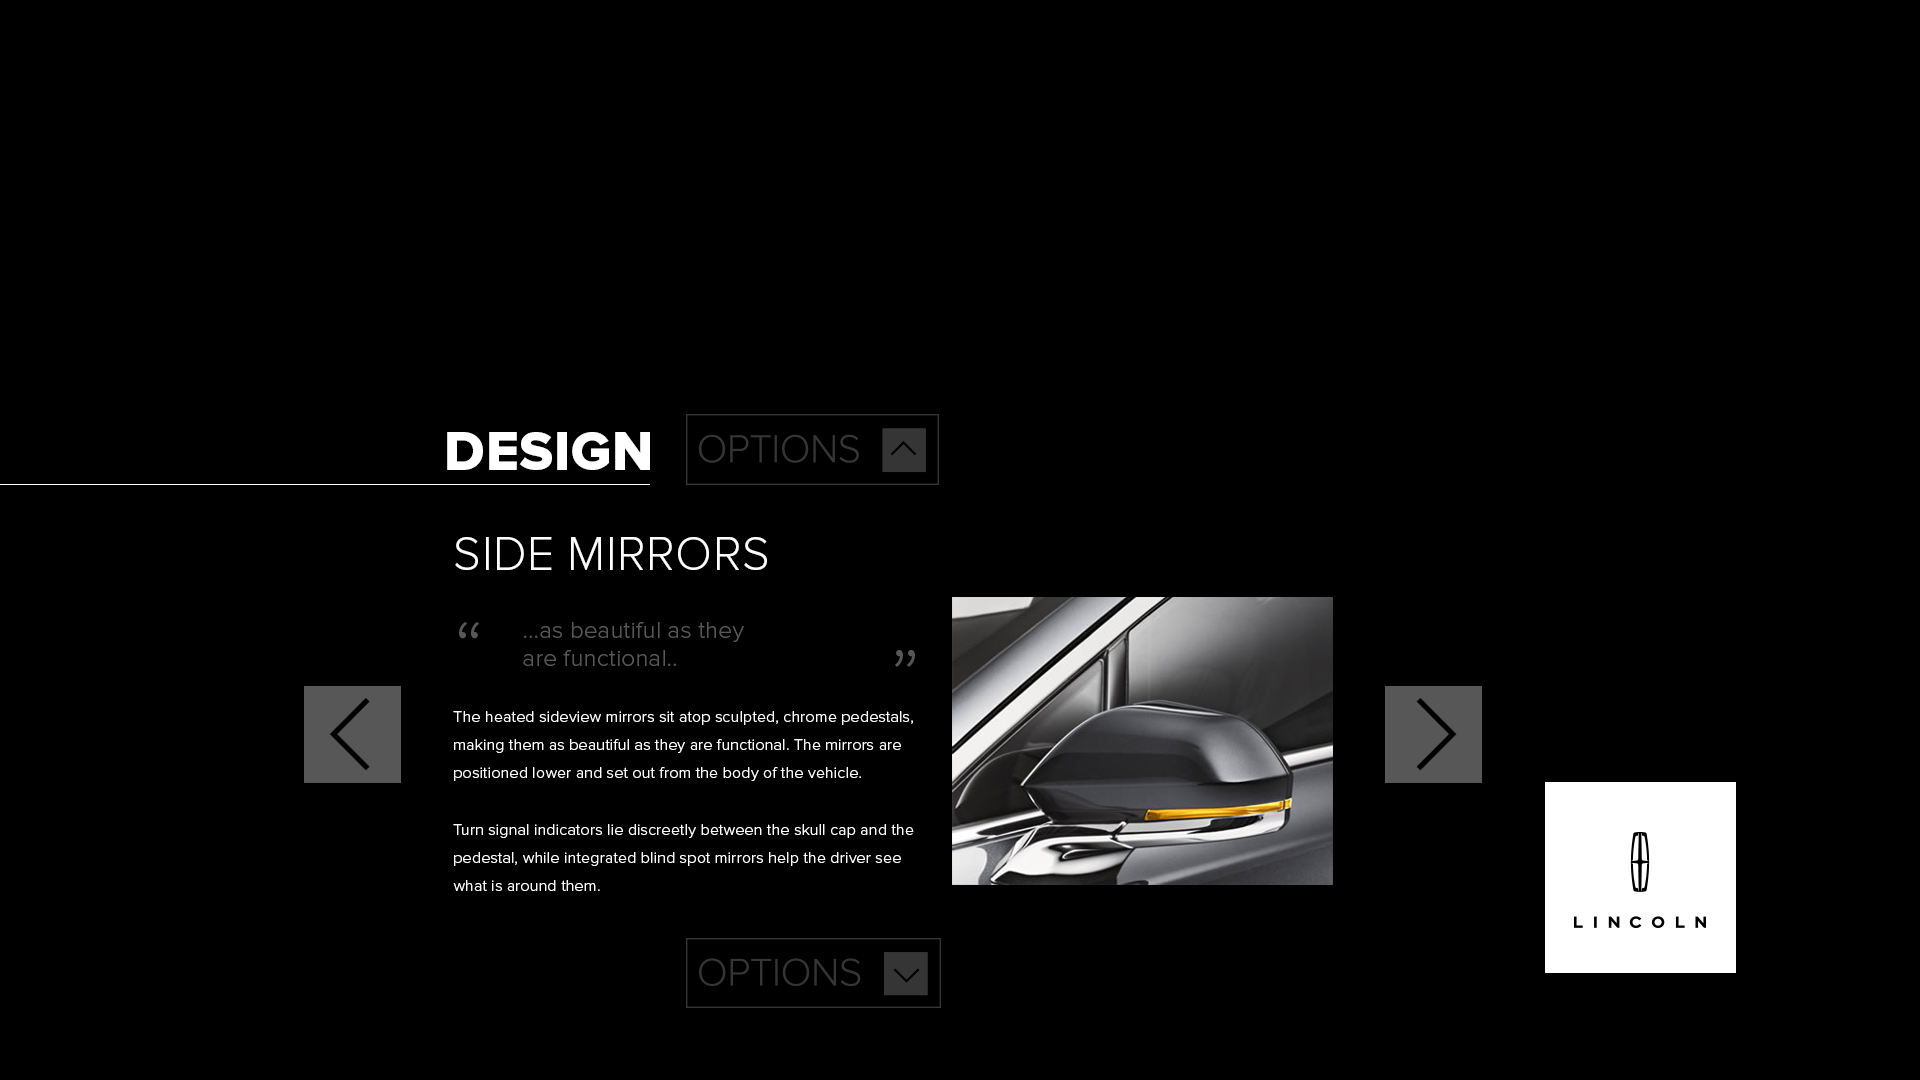 DESIGN
OPTIONS
SIDE MIRRORS
“ ...as beautiful as they
are functional.. ”
The heated sideview mirrors sit atop sculpted, chrome pedestals,
making them as beautiful as they are functional. The mirrors are
positioned lower and set out from the body of the vehicle.
Turn signal indicators lie discreetly between the skull cap and the
pedestal, while integrated blind spot mirrors help the driver see
what is around them.
LINCOLN
OPTIONS